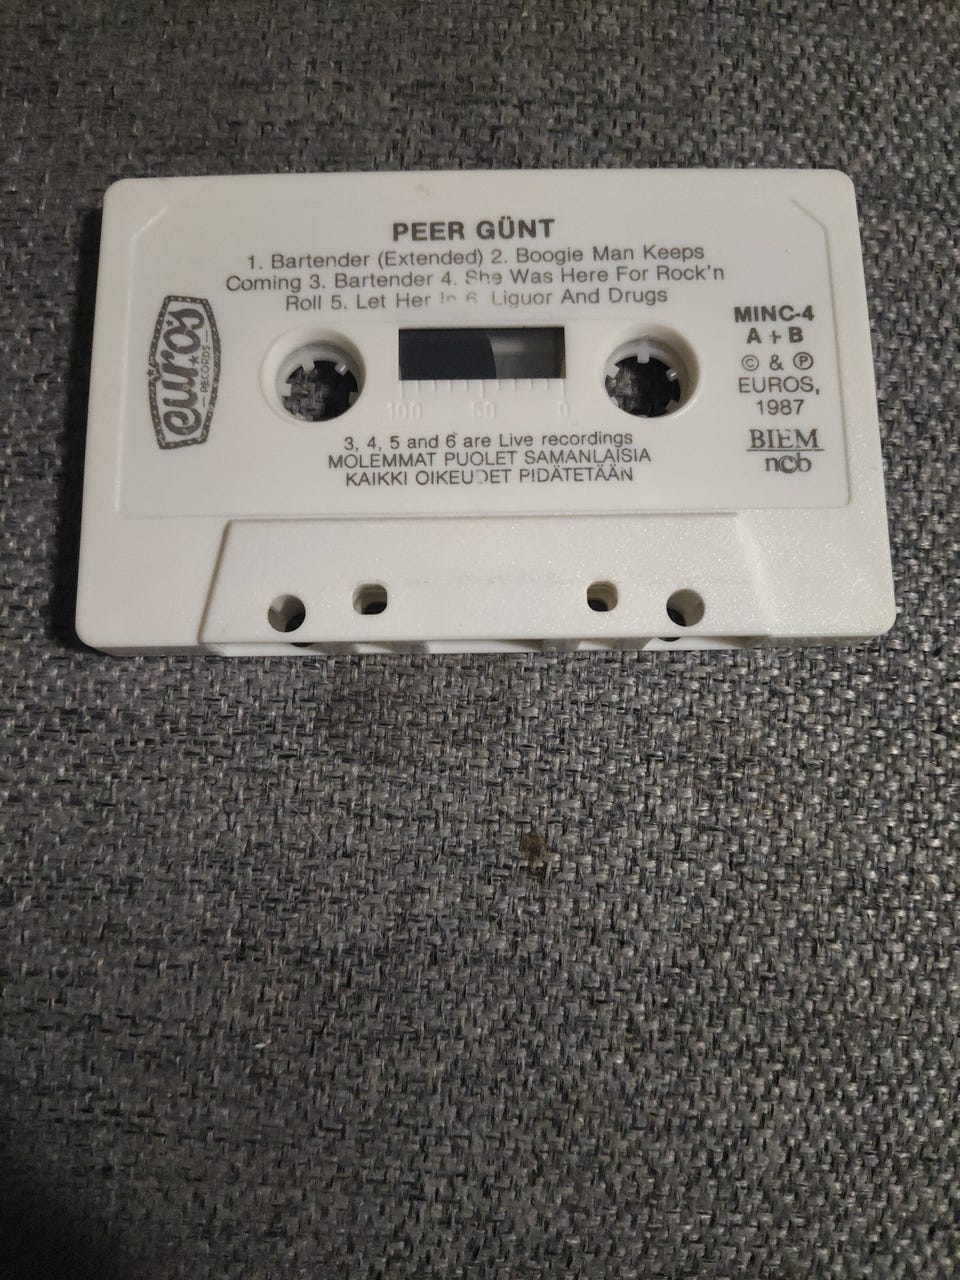 PEER GÜNT
1. Bartender (Extended) 2. Boogie Man Keeps
Coming 3. Bartender 4. She Was Here For Rock'n
Roll 5. Let Her In 6. Liguor And Drugs
euro's
RECORDS
MINC-4
A + B
© & ℗
EUROS,
1987
BIEM
ncb
100 50 0
3, 4, 5 and 6 are Live recordings
MOLEMMAT PUOLET SAMANLAISIA
KAIKKI OIKEUDET PIDÄTETÄÄN